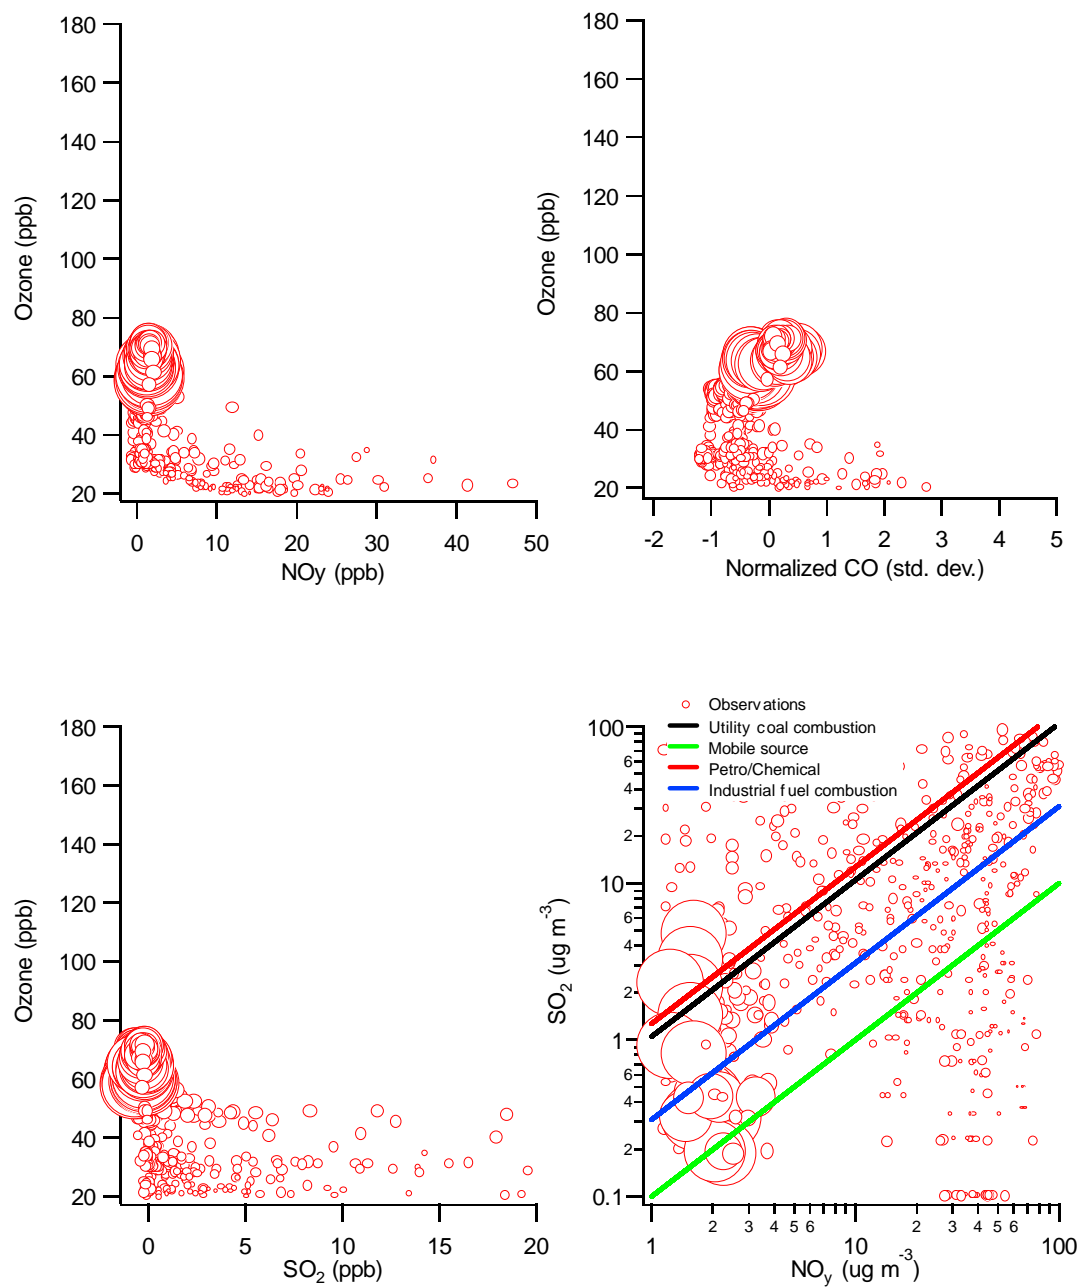 180
160
140
120
100
80
60
40
20
Ozone (ppb)
0 10 20 30 40 50
NOy (ppb)
180
160
140
120
100
80
60
40
20
Ozone (ppb)
-2 -1 0 1 2 3 4 5
Normalized CO (std. dev.)
180
160
140
120
100
80
60
40
20
Ozone (ppb)
0 5 10 15 20
SO2 (ppb)
Observations
Utility coal combustion
Mobile source
Petro/Chemical
Industrial fuel combustion
100
6
4
2
10
6
4
2
1
6
4
2
0.1
SO2 (ug m-3)
2 3 4 5 6 2 3 4 5 6
1 10 100
NOy (ug m-3)